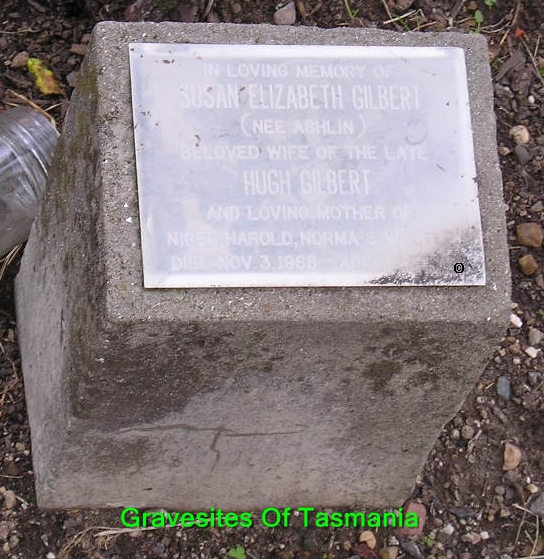 IN LOVING MEMORY OF
SUSAN ELIZABETH GILBERT
(NEE ASHLIN)
BELOVED WIFE OF THE LATE
HUGH GILBERT
AND LOVING MOTHER OF
NIGEL, HAROLD, NORMA &
DIED NOV. 3. 1966 —
©
Gravesites Of Tasmania